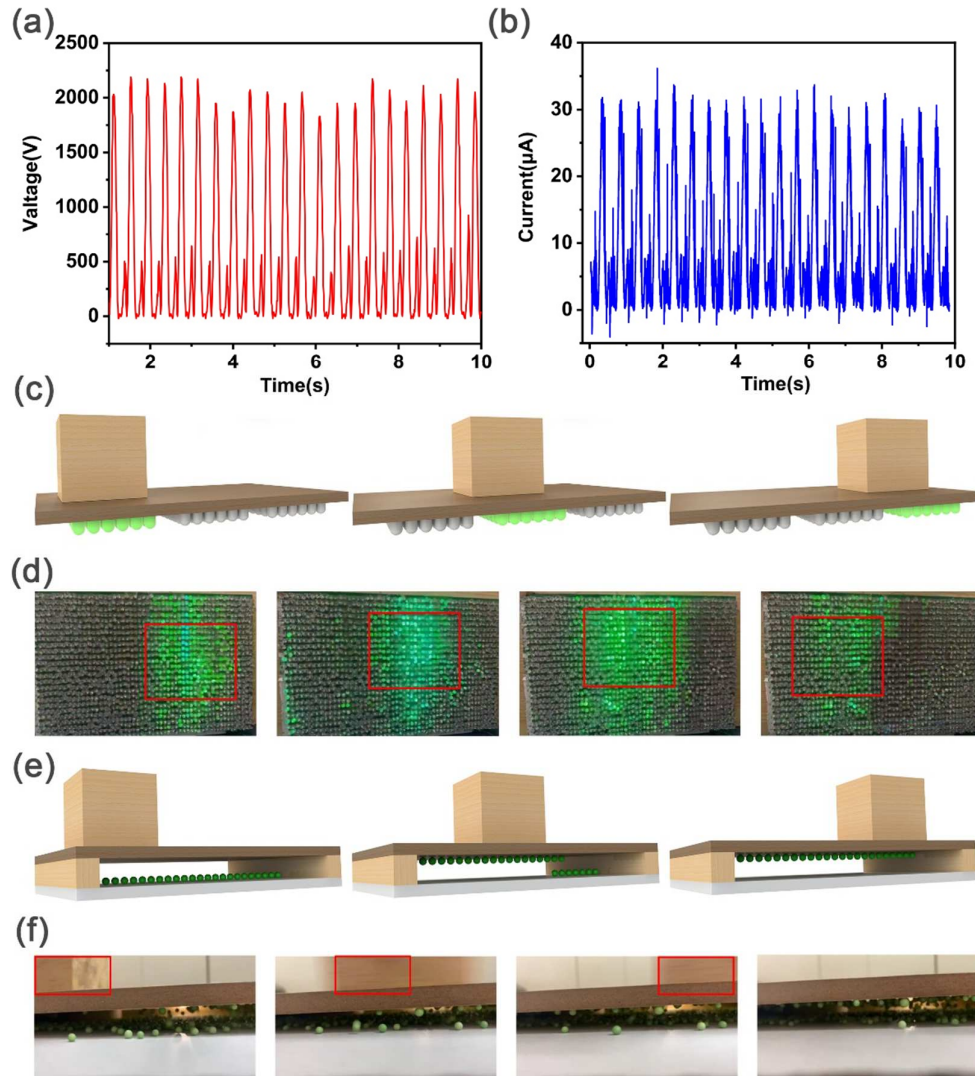 (a)
2500
2000
1500
1000
500
0
Valtage(V)
2 4 6 8 10
Time(s)
(b)
40
30
20
10
0
Current(μA)
0 2 4 6 8 10
Time(s)
(c)
(d)
(e)
(f)